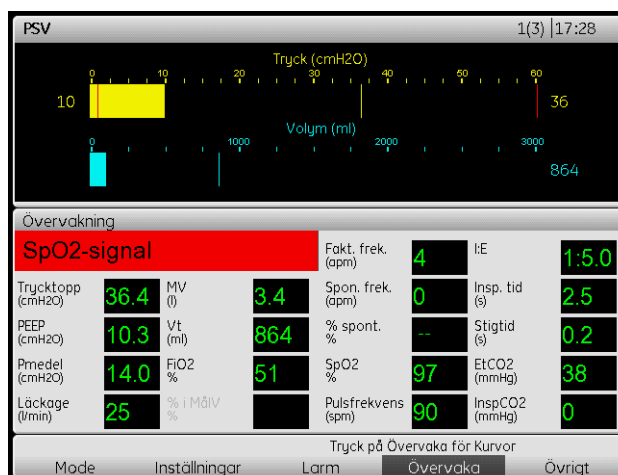 PSV 1(3) |17:28
Tryck (cmH2O)
0 10 20 30 40 50 60
10 36
Volym (ml)
0 1000 2000 3000
864
Övervakning
SpO2-signal
Fakt. frek. (apm) 4 I:E 1:5.0
Trycktopp (cmH2O) 36.4 MV (l) 3.4 Spon. frek. (apm) 0 Insp. tid (s) 2.5
PEEP (cmH2O) 10.3 Vt (ml) 864 % spont. % -- Stigtid (s) 0.2
Pmedel (cmH2O) 14.0 FiO2 % 51 SpO2 % 97 EtCO2 (mmHg) 38
Läckage (l/min) 25 % i MålV % Pulsfrekvens (spm) 90 InspCO2 (mmHg) 0
Tryck på Övervaka för Kurvor
Mode Inställningar Larm Övervaka Övrigt